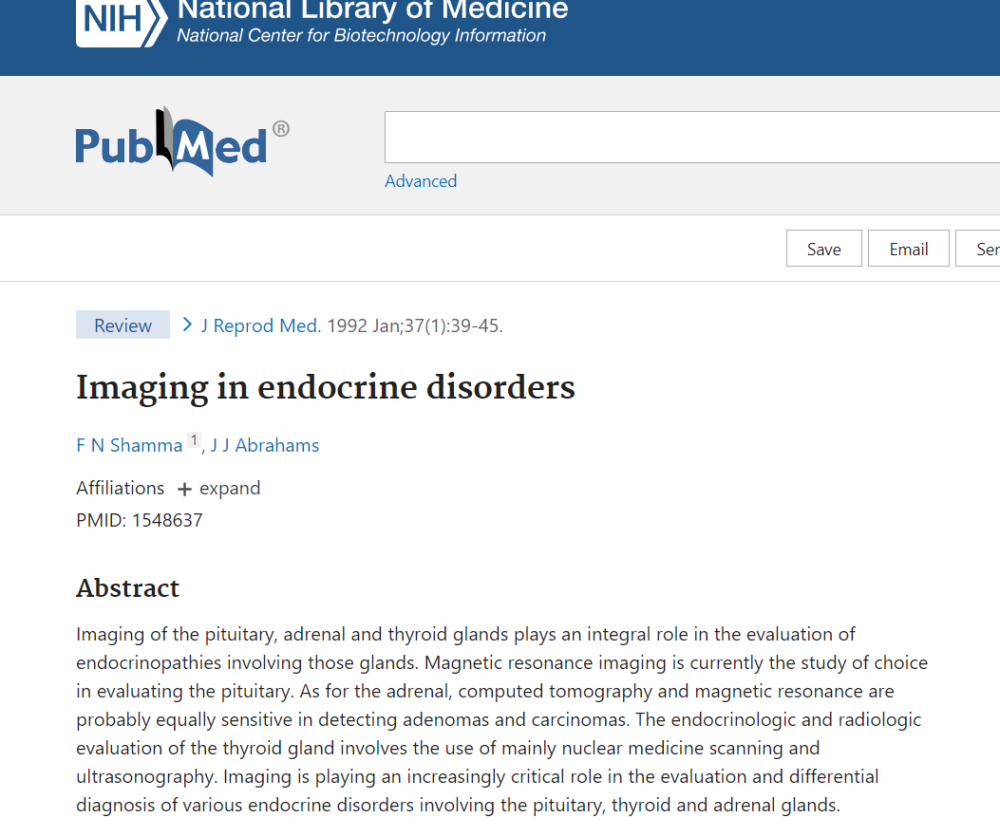 NIH National Library of Medicine
National Center for Biotechnology Information
PubMed®
Advanced
Save Email
Review > J Reprod Med. 1992 Jan;37(1):39-45.
Imaging in endocrine disorders
F N Shamma 1, J J Abrahams
Affiliations + expand
PMID: 1548637
Abstract
Imaging of the pituitary, adrenal and thyroid glands plays an integral role in the evaluation of
endocrinopathies involving those glands. Magnetic resonance imaging is currently the study of choice
in evaluating the pituitary. As for the adrenal, computed tomography and magnetic resonance are
probably equally sensitive in detecting adenomas and carcinomas. The endocrinologic and radiologic
evaluation of the thyroid gland involves the use of mainly nuclear medicine scanning and
ultrasonography. Imaging is playing an increasingly critical role in the evaluation and differential
diagnosis of various endocrine disorders involving the pituitary, thyroid and adrenal glands.